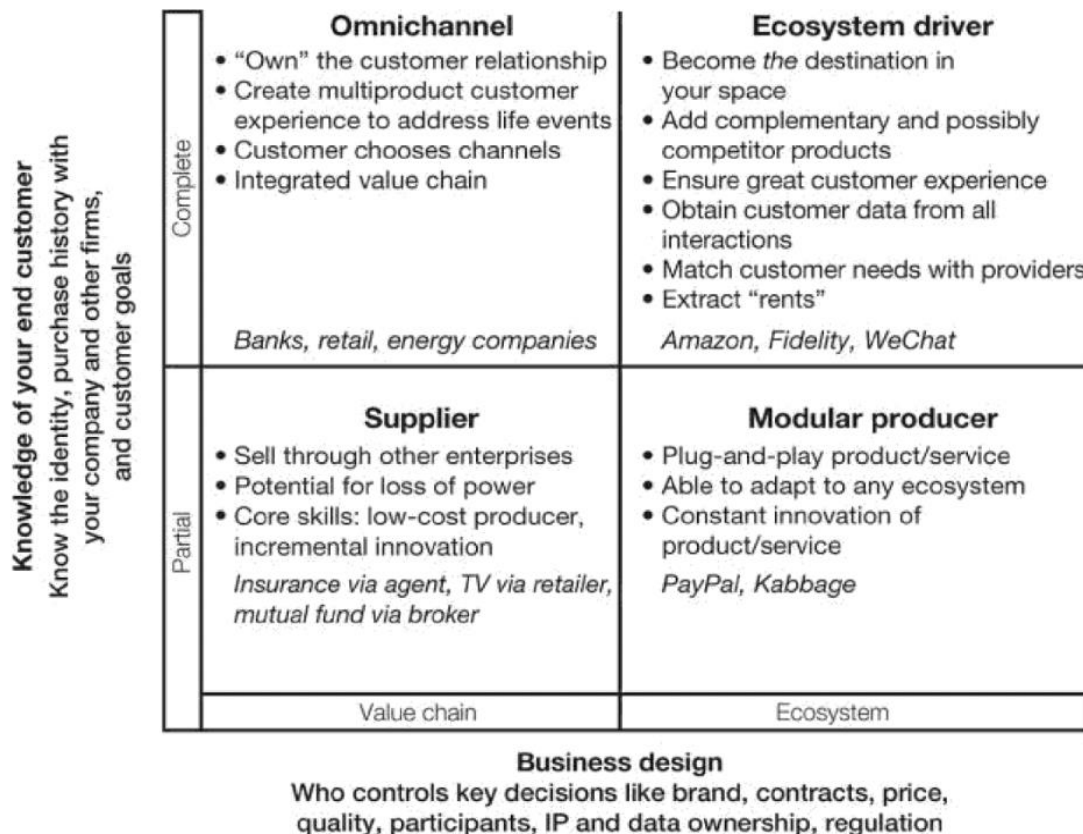 Knowledge of your end customer
Know the identity, purchase history with
your company and other firms,
and customer goals
Complete
Omnichannel
• “Own” the customer relationship
• Create multiproduct customer
experience to address life events
• Customer chooses channels
• Integrated value chain
Banks, retail, energy companies
Ecosystem driver
• Become the destination in
your space
• Add complementary and possibly
competitor products
• Ensure great customer experience
• Obtain customer data from all
interactions
• Match customer needs with providers
• Extract “rents”
Amazon, Fidelity, WeChat
Partial
Supplier
• Sell through other enterprises
• Potential for loss of power
• Core skills: low-cost producer,
incremental innovation
Insurance via agent, TV via retailer,
mutual fund via broker
Modular producer
• Plug-and-play product/service
• Able to adapt to any ecosystem
• Constant innovation of
product/service
PayPal, Kabbage
Value chain
Ecosystem
Business design
Who controls key decisions like brand, contracts, price,
quality, participants, IP and data ownership, regulation